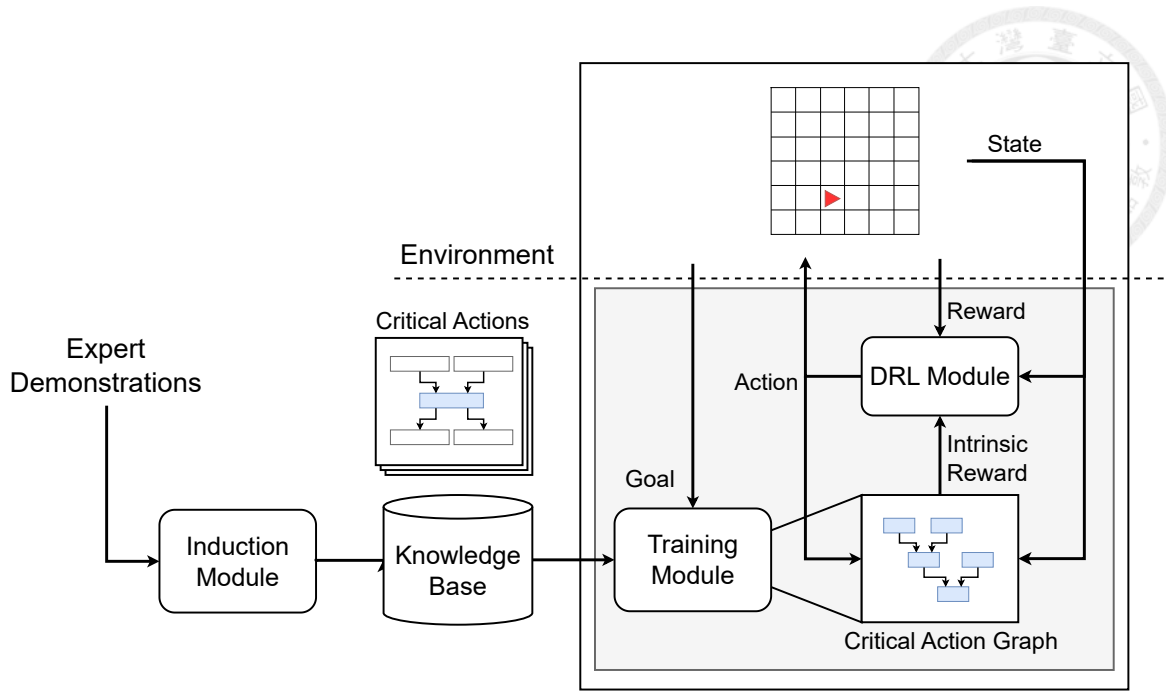 State
Environment
Reward
Critical Actions
Expert
Demonstrations
DRL Module
Action
Intrinsic
Reward
Goal
Induction
Module
Knowledge
Base
Training
Module
Critical Action Graph